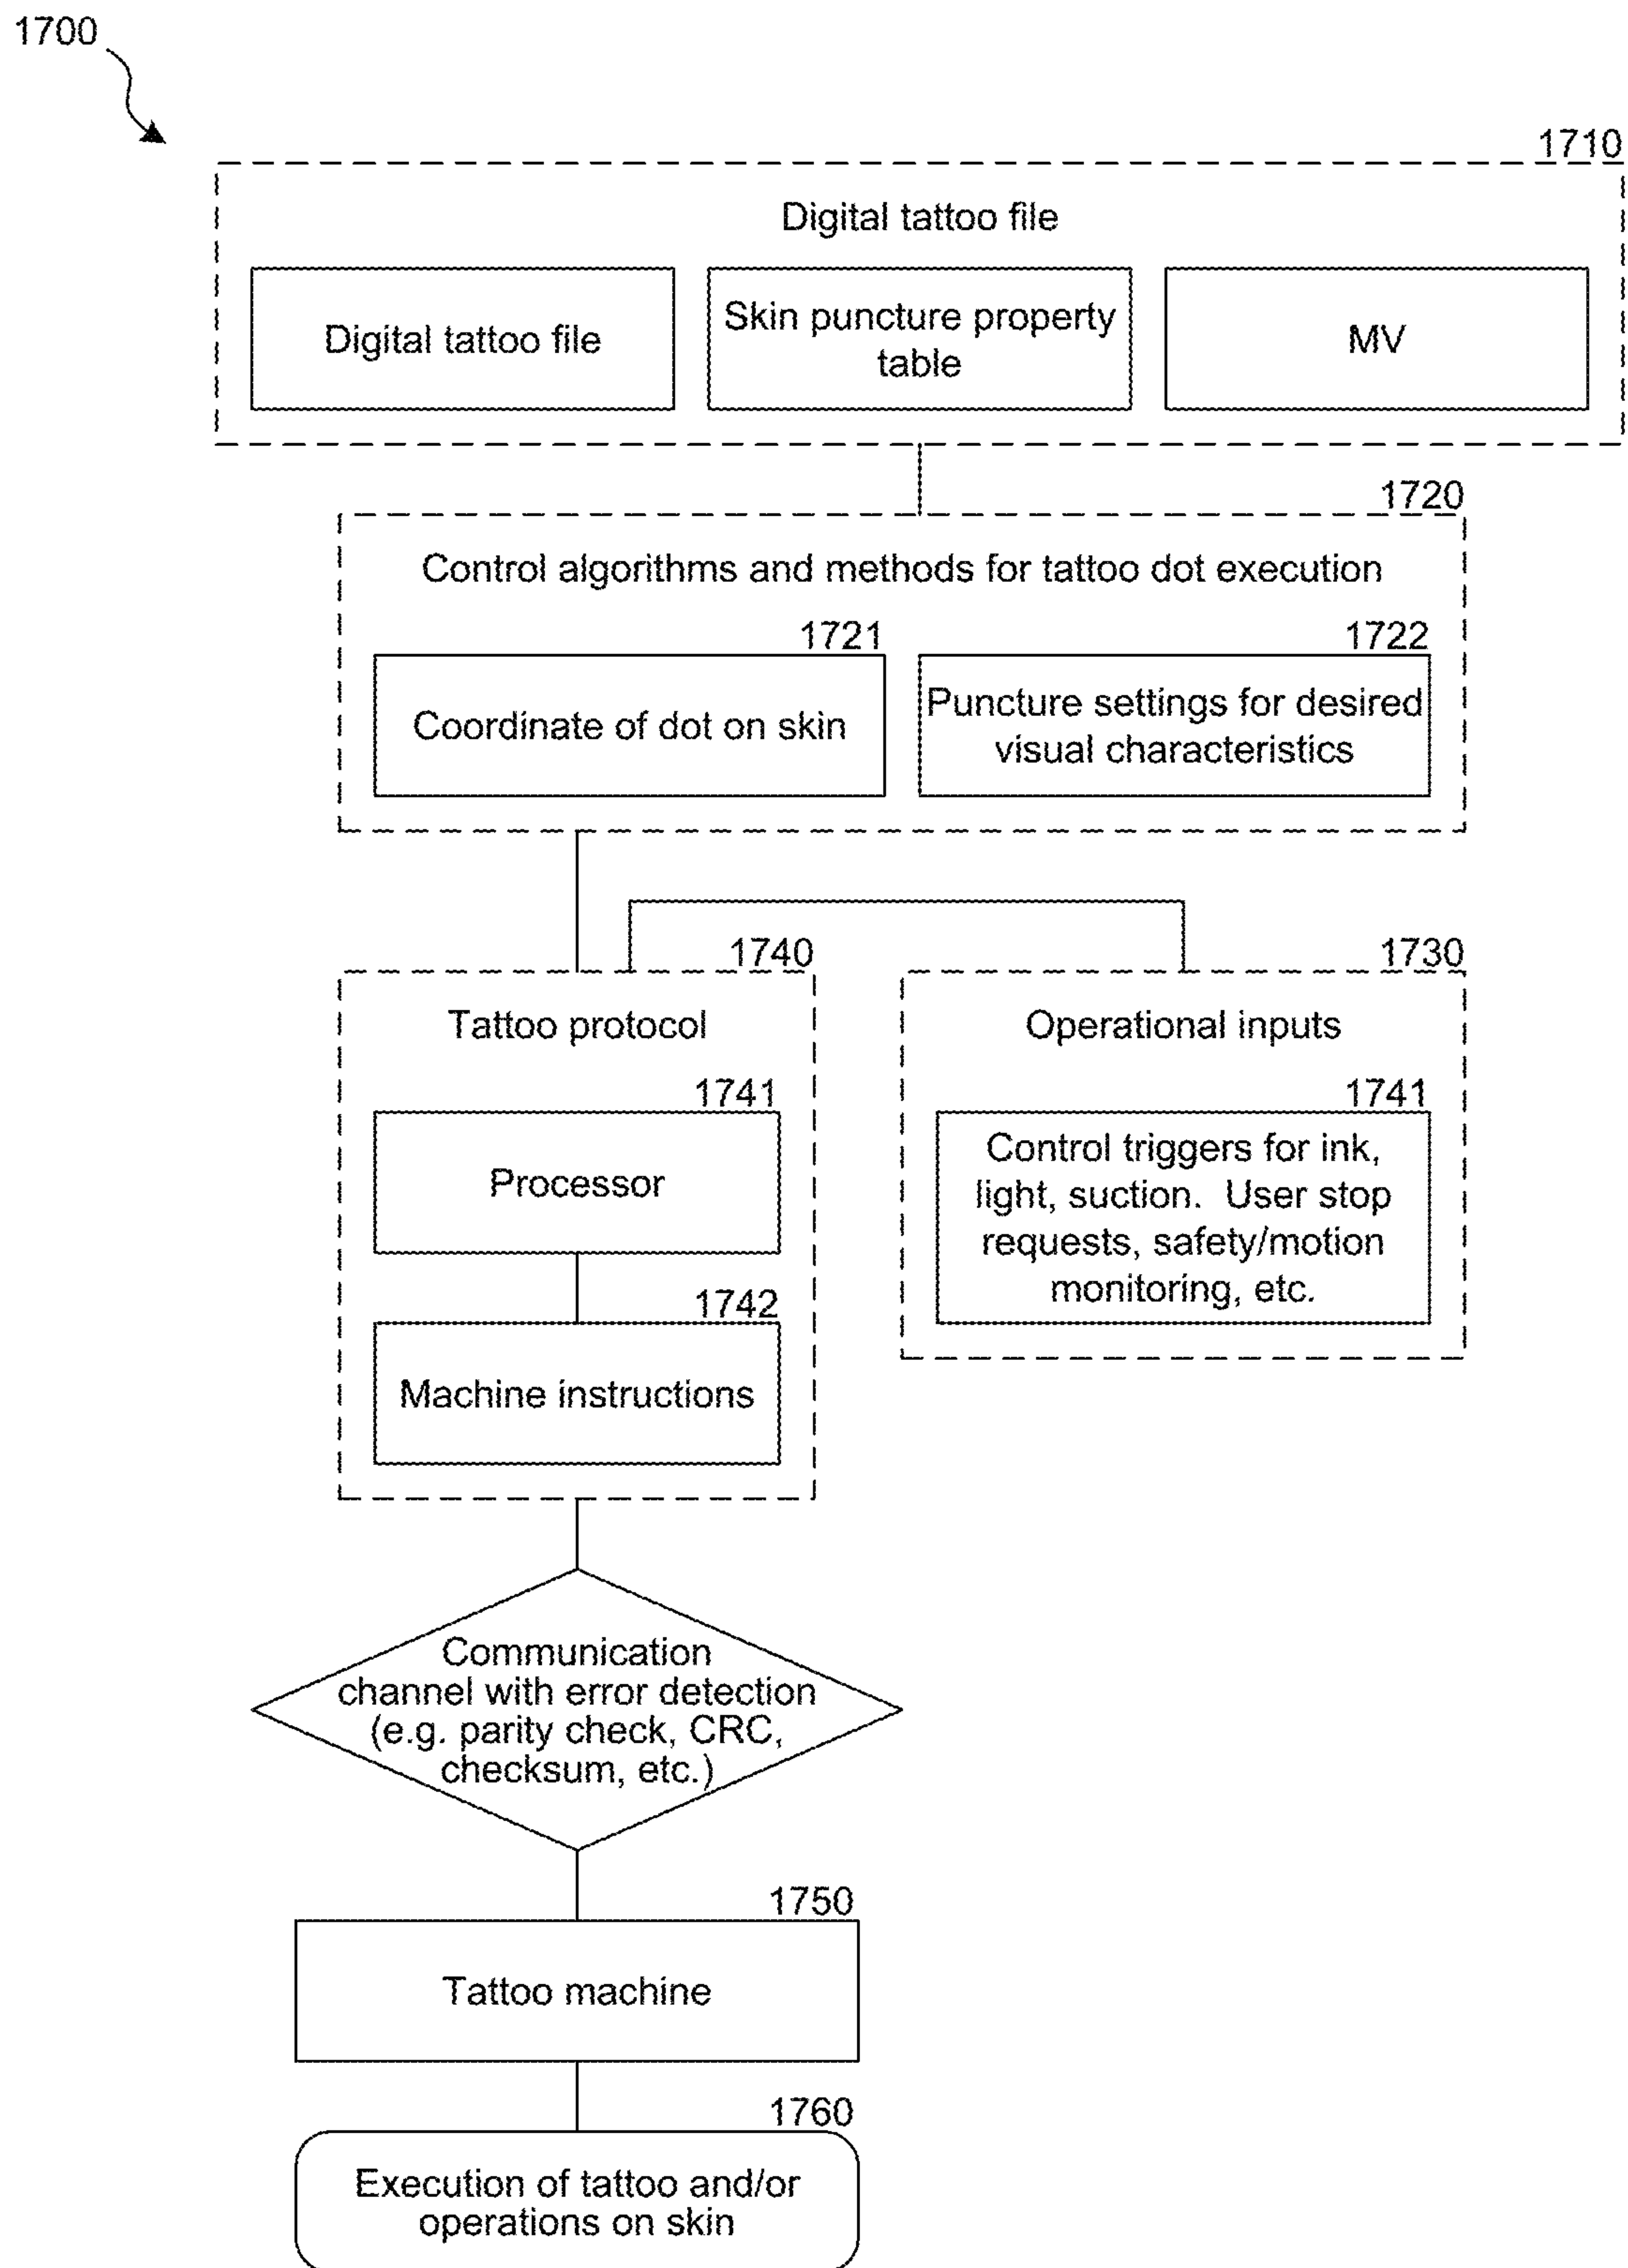 1700
1710
Digital tattoo file
Digital tattoo file
Skin puncture property
table
MV
1720
Control algorithms and methods for tattoo dot execution
1721
Coordinate of dot on skin
1722
Puncture settings for desired
visual characteristics
1740
Tattoo protocol
1741
Processor
1742
Machine instructions
1730
Operational inputs
1741
Control triggers for ink,
light, suction.  User stop
requests, safety/motion
monitoring, etc.
Communication
channel with error detection
(e.g. parity check, CRC,
checksum, etc.)
1750
Tattoo machine
1760
Execution of tattoo and/or
operations on skin